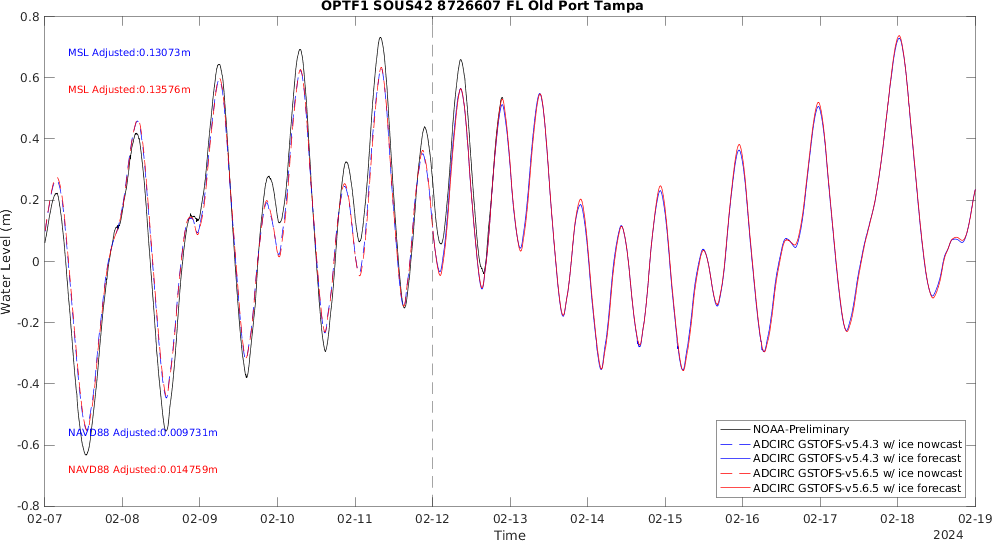 OPTF1 SOUS42 8726607 FL Old Port Tampa
MSL Adjusted:0.13073m
MSL Adjusted:0.13576m
NAVD88 Adjusted:0.009731m
NAVD88 Adjusted:0.014759m
Water Level (m)
0.8
0.6
0.4
0.2
0
-0.2
-0.4
-0.6
-0.8
NOAA-Preliminary
ADCIRC GSTOFS-v5.4.3 w/ ice nowcast
ADCIRC GSTOFS-v5.4.3 w/ ice forecast
ADCIRC GSTOFS-v5.6.5 w/ ice nowcast
ADCIRC GSTOFS-v5.6.5 w/ ice forecast
02-07 02-08 02-09 02-10 02-11 02-12 02-13 02-14 02-15 02-16 02-17 02-18 02-19
Time
2024